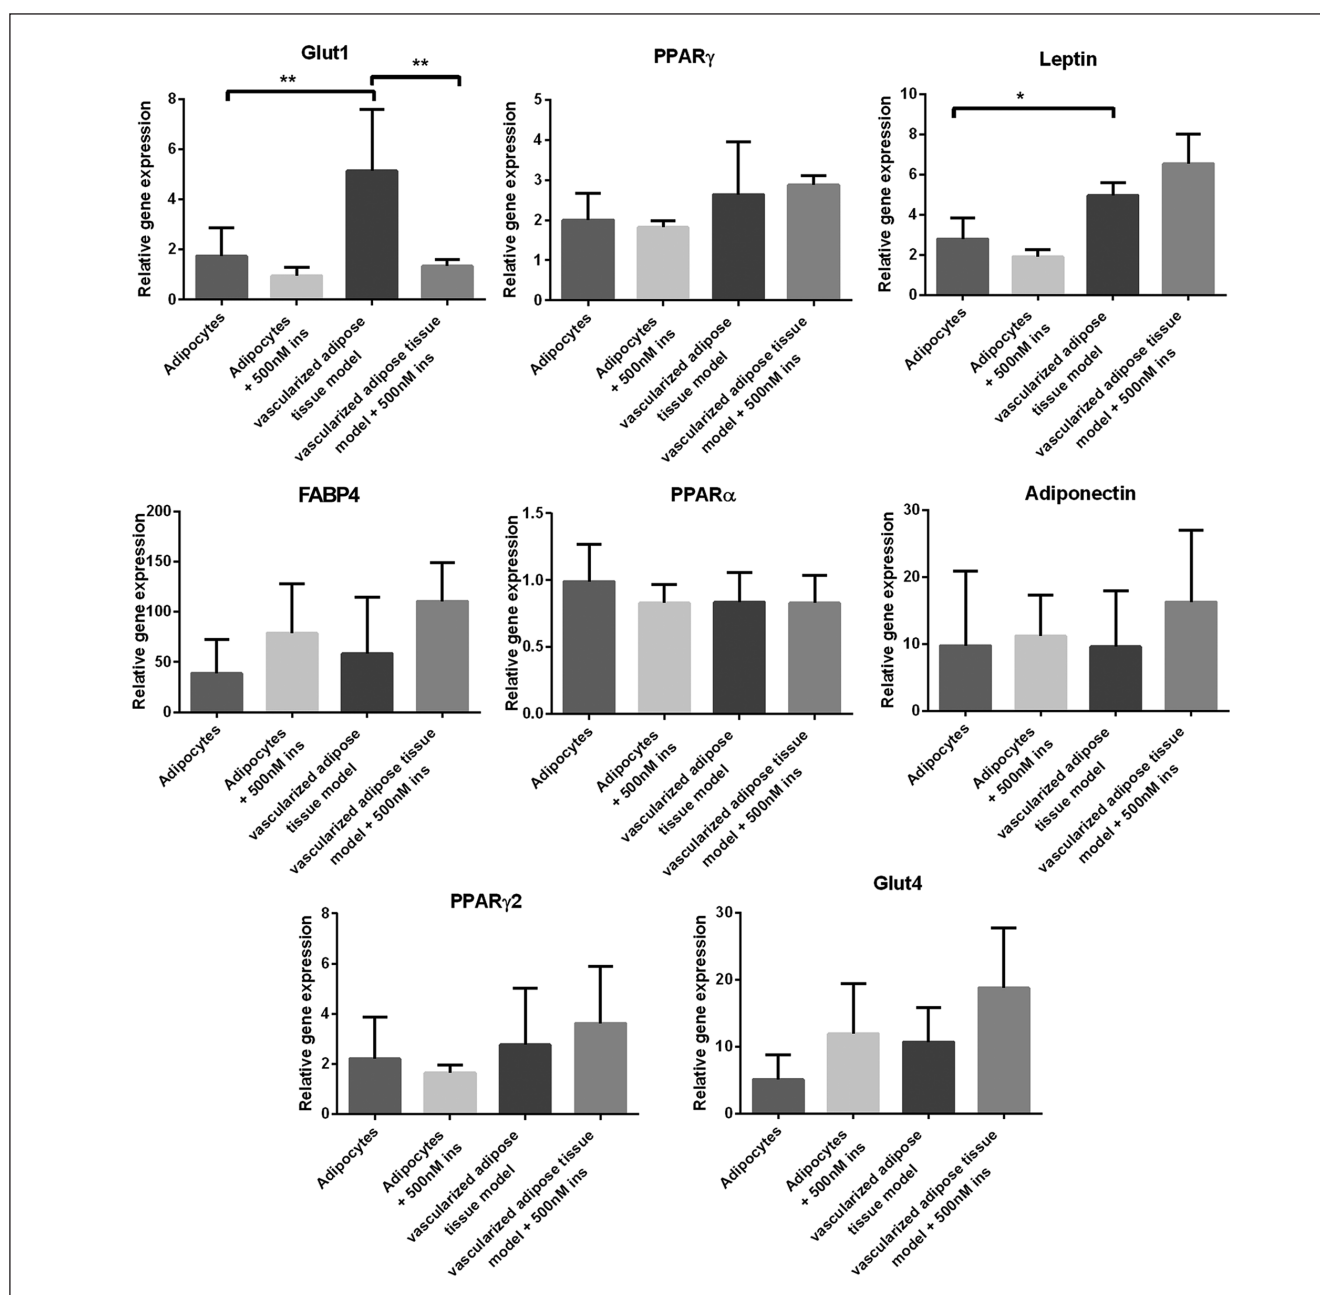 Glut1
**
**
Relative gene expression
8
6
4
2
0
Adipocytes
Adipocytes
+ 500nM ins
vascularized adipose
tissue model
vascularized adipose tissue
model + 500nM ins
PPARγ
Relative gene expression
5
4
3
2
1
0
Adipocytes
Adipocytes
+ 500nM ins
vascularized adipose
tissue model
vascularized adipose tissue
model + 500nM ins
Leptin
*
Relative gene expression
10
8
6
4
2
0
Adipocytes
Adipocytes
+ 500nM ins
vascularized adipose
tissue model
vascularized adipose tissue
model + 500nM ins
FABP4
Relative gene expression
200
150
100
50
0
Adipocytes
Adipocytes
+ 500nM ins
vascularized adipose
tissue model
vascularized adipose tissue
model + 500nM ins
PPARα
Relative gene expression
1.5
1.0
0.5
0.0
Adipocytes
Adipocytes
+ 500nM ins
vascularized adipose
tissue model
vascularized adipose tissue
model + 500nM ins
Adiponectin
Relative gene expression
30
20
10
0
Adipocytes
Adipocytes
+ 500nM ins
vascularized adipose
tissue model
vascularized adipose tissue
model + 500nM ins
PPARγ2
Relative gene expression
8
6
4
2
0
Adipocytes
Adipocytes
+ 500nM ins
vascularized adipose
tissue model
vascularized adipose tissue
model + 500nM ins
Glut4
Relative gene expression
30
20
10
0
Adipocytes
Adipocytes
+ 500nM ins
vascularized adipose
tissue model
vascularized adipose tissue
model + 500nM ins